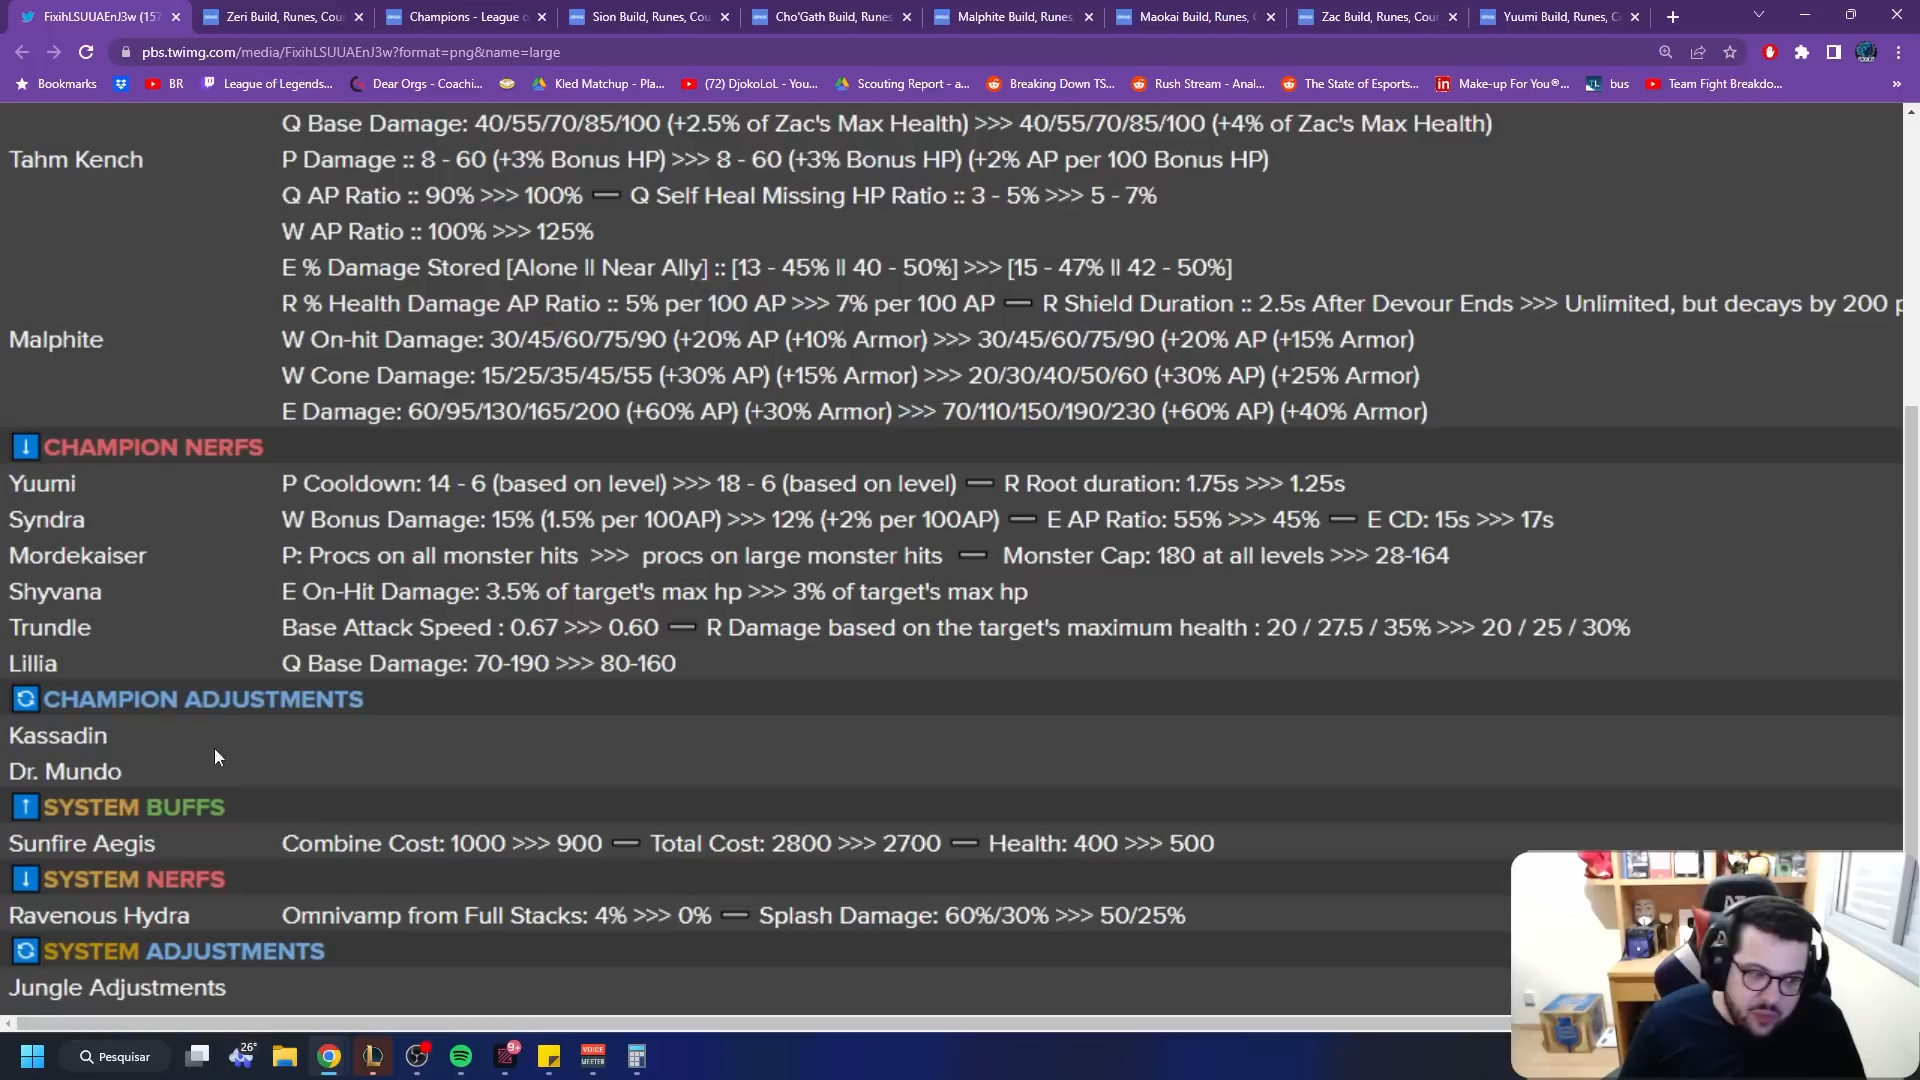 FixihLSUUAEnJ3w (157
Zeri Build, Runes, Cou
Champions - League o
Sion Build, Runes, Cou
Cho'Gath Build, Runes
Malphite Build, Runes,
Maokai Build, Runes, C
Zac Build, Runes, Cour
Yuumi Build, Runes, C
pbs.twimg.com/media/FixihLSUUAEnJ3w?format=png&name=large
Bookmarks
BR
League of Legends...
Dear Orgs - Coachi...
Kled Matchup - Pla...
(72) DjokoLoL - You...
Scouting Report - a...
Breaking Down TS...
Rush Stream - Anal...
The State of Esports...
Make-up For You®...
bus
Team Fight Breakdo...
Q Base Damage: 40/55/70/85/100 (+2.5% of Zac's Max Health) >>> 40/55/70/85/100 (+4% of Zac's Max Health)
Tahm Kench P Damage :: 8 - 60 (+3% Bonus HP) >>> 8 - 60 (+3% Bonus HP) (+2% AP per 100 Bonus HP)
Q AP Ratio :: 90% >>> 100% — Q Self Heal Missing HP Ratio :: 3 - 5% >>> 5 - 7%
W AP Ratio :: 100% >>> 125%
E % Damage Stored [Alone || Near Ally] :: [13 - 45% || 40 - 50%] >>> [15 - 47% || 42 - 50%]
R % Health Damage AP Ratio :: 5% per 100 AP >>> 7% per 100 AP — R Shield Duration :: 2.5s After Devour Ends >>> Unlimited, but decays by 200 p
Malphite W On-hit Damage: 30/45/60/75/90 (+20% AP (+10% Armor) >>> 30/45/60/75/90 (+20% AP (+15% Armor)
W Cone Damage: 15/25/35/45/55 (+30% AP) (+15% Armor) >>> 20/30/40/50/60 (+30% AP) (+25% Armor)
E Damage: 60/95/130/165/200 (+60% AP) (+30% Armor) >>> 70/110/150/190/230 (+60% AP) (+40% Armor)
↓ CHAMPION NERFS
Yuumi P Cooldown: 14 - 6 (based on level) >>> 18 - 6 (based on level) — R Root duration: 1.75s >>> 1.25s
Syndra W Bonus Damage: 15% (1.5% per 100AP) >>> 12% (+2% per 100AP) — E AP Ratio: 55% >>> 45% — E CD: 15s >>> 17s
Mordekaiser P: Procs on all monster hits >>> procs on large monster hits — Monster Cap: 180 at all levels >>> 28-164
Shyvana E On-Hit Damage: 3.5% of target's max hp >>> 3% of target's max hp
Trundle Base Attack Speed : 0.67 >>> 0.60 — R Damage based on the target's maximum health : 20 / 27.5 / 35% >>> 20 / 25 / 30%
Lillia Q Base Damage: 70-190 >>> 80-160
CHAMPION ADJUSTMENTS
Kassadin
Dr. Mundo
↑ SYSTEM BUFFS
Sunfire Aegis Combine Cost: 1000 >>> 900 — Total Cost: 2800 >>> 2700 — Health: 400 >>> 500
↓ SYSTEM NERFS
Ravenous Hydra Omnivamp from Full Stacks: 4% >>> 0% — Splash Damage: 60%/30% >>> 50/25%
SYSTEM ADJUSTMENTS
Jungle Adjustments
Pesquisar
26°
9+
VOICE
MEETER